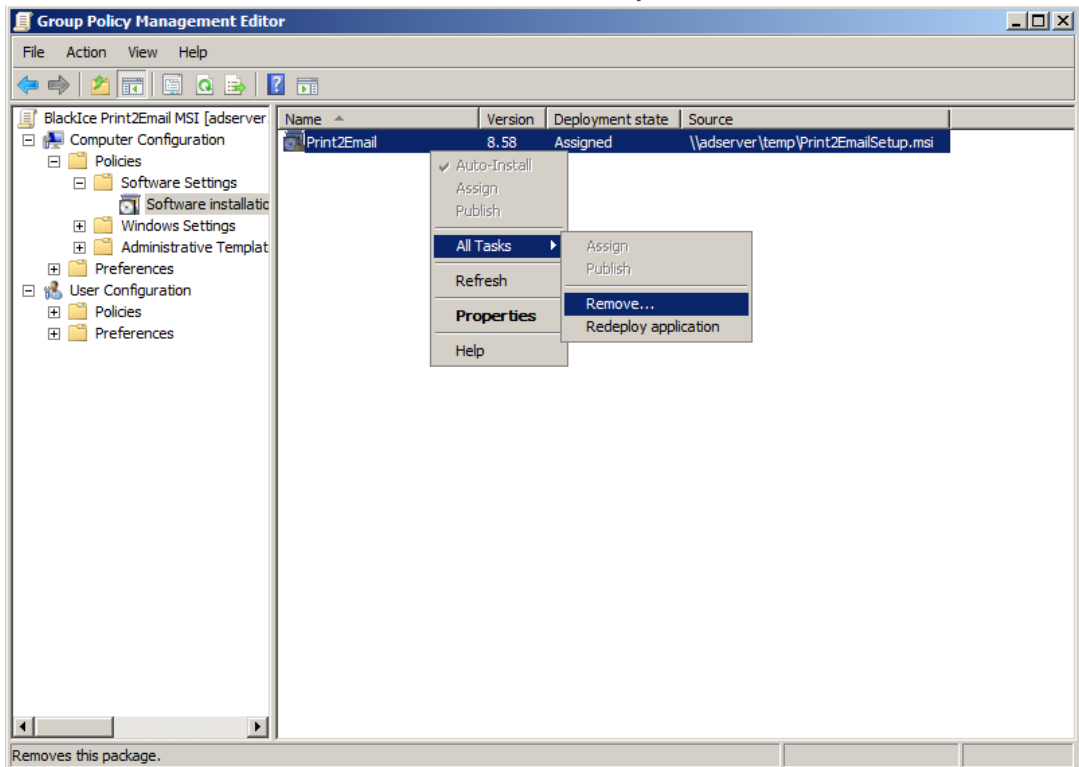 Group Policy Management Editor
File Action View Help
BlackIce Print2Email MSI [adserver
Computer Configuration
Policies
Software Settings
Software installatio
Windows Settings
Administrative Templat
Preferences
User Configuration
Policies
Preferences
Name Version Deployment state Source
Print2Email 8.58 Assigned \\adserver\temp\Print2EmailSetup.msi
Auto-Install
Assign
Publish
All Tasks
Refresh
Properties
Help
Assign
Publish
Remove...
Redeploy application
Removes this package.